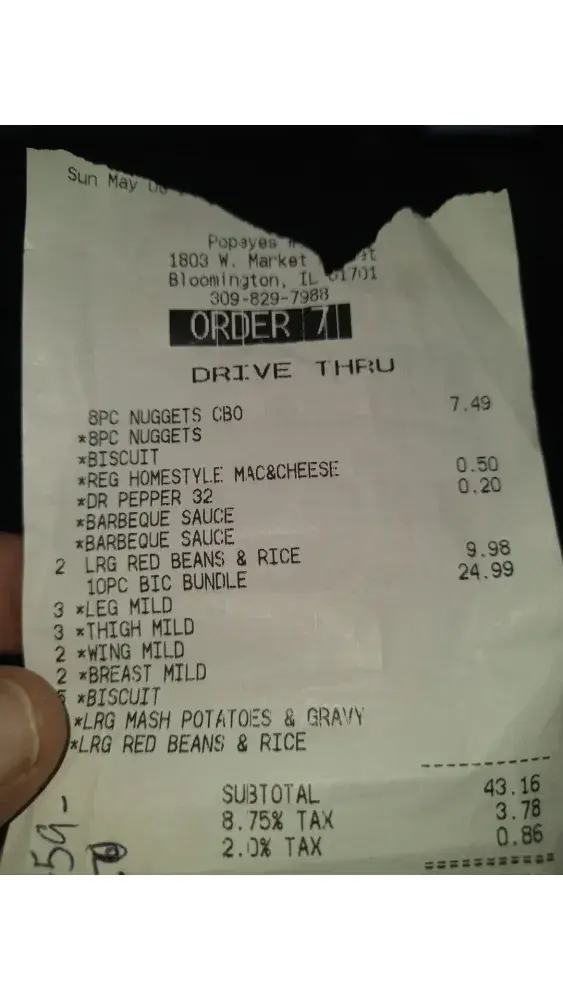 Sun May
Popeyes
1803 W. Market
Bloomington, IL 61701
309-829-7988
ORDER 71
DRIVE THRU
8PC NUGGETS CBO 7.49
*8PC NUGGETS
*BISCUIT
*REG HOMESTYLE MAC&CHEESE 0.50
*DR PEPPER 32 0.20
*BARBEQUE SAUCE
*BARBEQUE SAUCE
2 LRG RED BEANS & RICE 9.98
10PC BIC BUNDLE 24.99
3 *LEG MILD
3 *THIGH MILD
2 *WING MILD
2 *BREAST MILD
5 *BISCUIT
*LRG MASH POTATOES & GRAVY
*LRG RED BEANS & RICE
SUBTOTAL 43.16
8.75% TAX 3.78
2.0% TAX 0.86